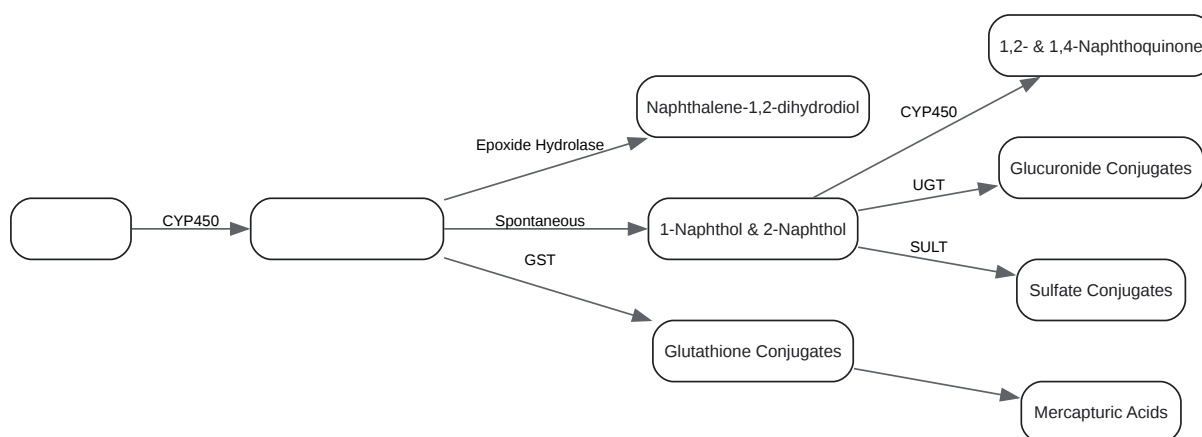 1,2- & 1,4-Naphthoquinone
Naphthalene-1,2-dihydrodiol
CYP450
Epoxide Hydrolase
Glucuronide Conjugates
UGT
CYP450
Spontaneous
1-Naphthol & 2-Naphthol
SULT
GST
Sulfate Conjugates
Glutathione Conjugates
Mercapturic Acids